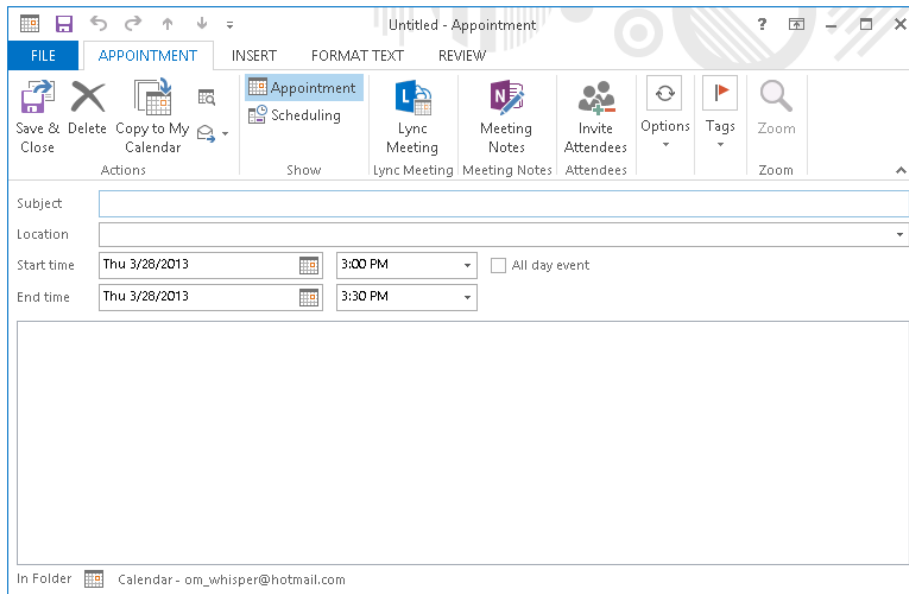 Untitled - Appointment ?
FILE APPOINTMENT INSERT FORMAT TEXT REVIEW
Save & Close
Delete
Copy to My Calendar
Actions
Appointment
Scheduling
Show
Lync Meeting
Lync Meeting
Meeting Notes
Meeting Notes
Invite Attendees
Attendees
Options
Tags
Zoom
Zoom
Subject
Location
Start time Thu 3/28/2013 3:00 PM All day event
End time Thu 3/28/2013 3:30 PM
In Folder Calendar - om_whisper@hotmail.com